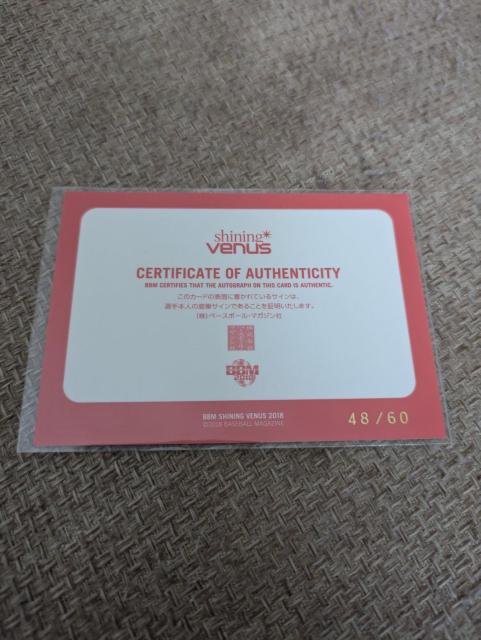 shining
venus
CERTIFICATE OF AUTHENTICITY
BBM CERTIFIES THAT THE AUTOGRAPH ON THIS CARD IS AUTHENTIC.
このカードの表面に書かれているサインは、
選手本人の直筆サインであることを証明いたします。
(株)ベースボール・マガジン社
BBM
2018
BBM SHINING VENUS 2018
©2018 BASEBALL MAGAZINE
48/60